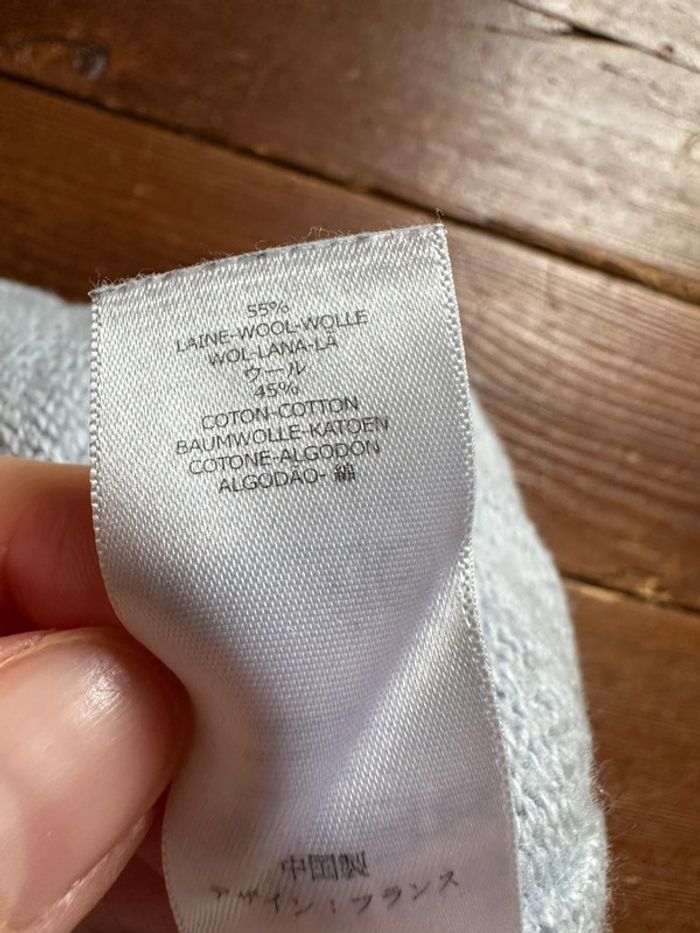 55%
LAINE-WOOL-WOLLE
WOL-LANA-LÃ
ウール
45%
COTON-COTTON
BAUMWOLLE-KATOEN
COTONE-ALGODÓN
ALGODÃO- 綿
中国製
デザイン：フランス